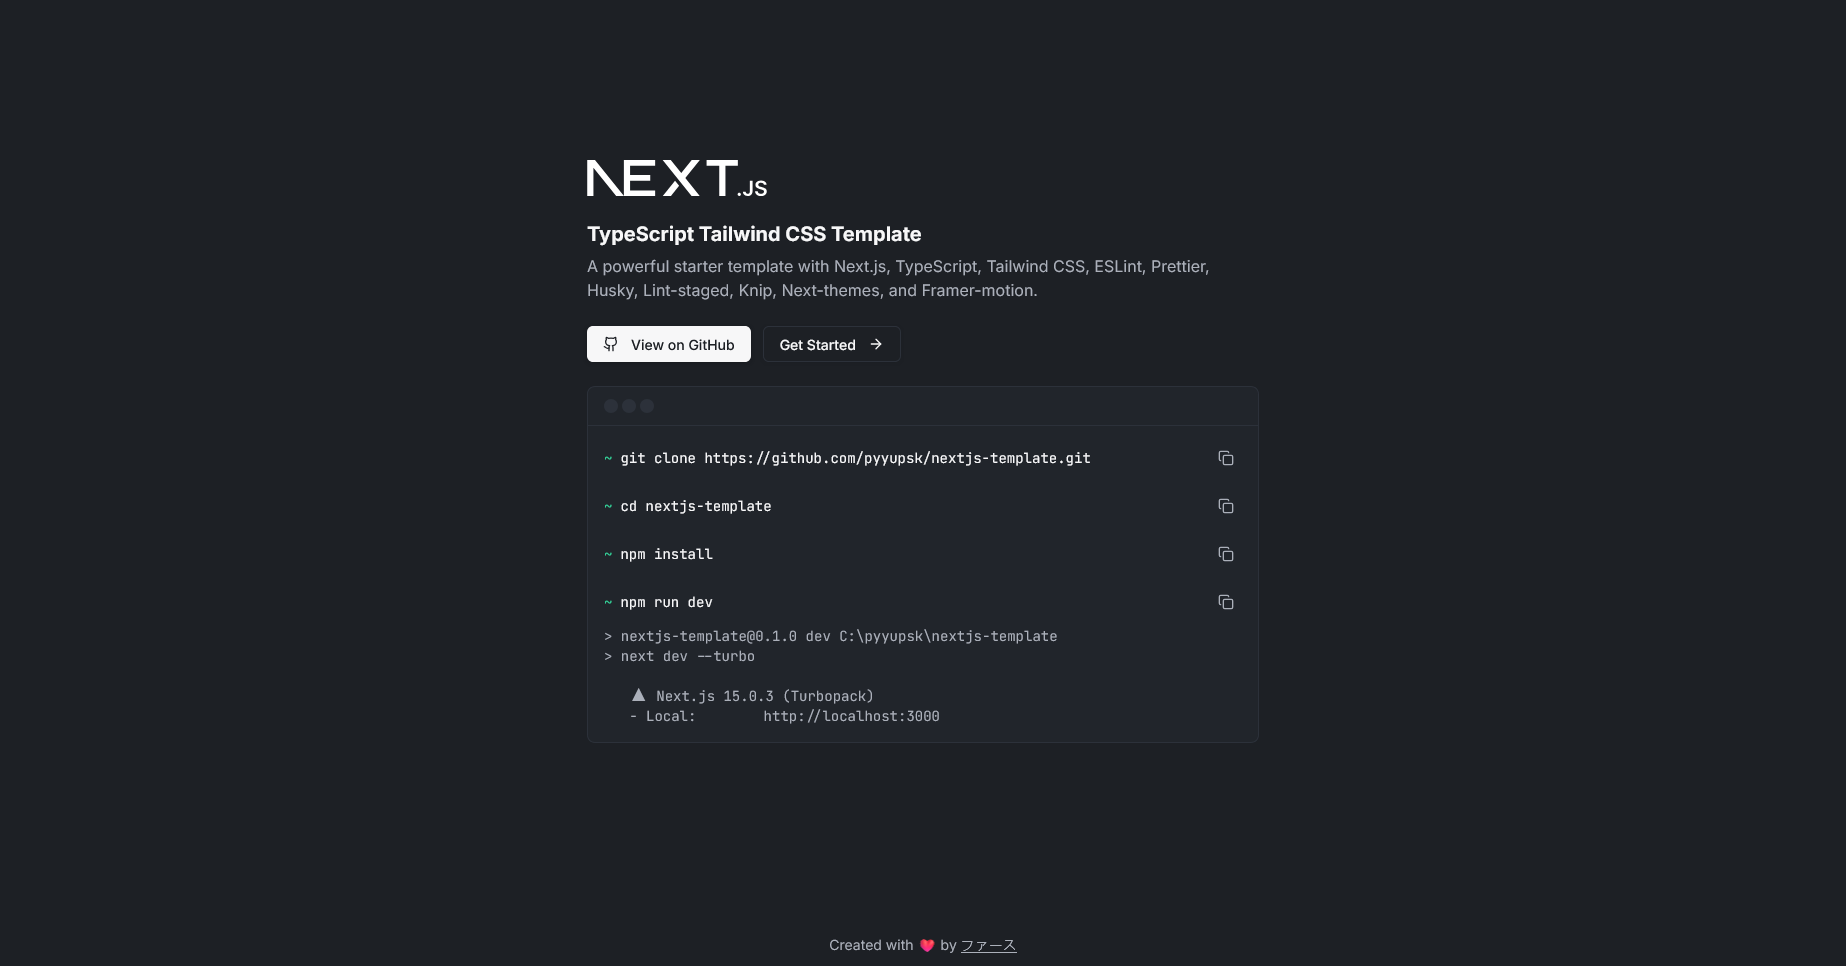 NEXT.JS
TypeScript Tailwind CSS Template
A powerful starter template with Next.js, TypeScript, Tailwind CSS, ESLint, Prettier,
Husky, Lint-staged, Knip, Next-themes, and Framer-motion.
View on GitHub
Get Started →
~ git clone https://github.com/pyyupsk/nextjs-template.git
~ cd nextjs-template
~ npm install
~ npm run dev
> nextjs-template@0.1.0 dev C:\pyyupsk\nextjs-template
> next dev --turbo
▲ Next.js 15.0.3 (Turbopack)
- Local: http://localhost:3000
Created with ❤️ by ファース